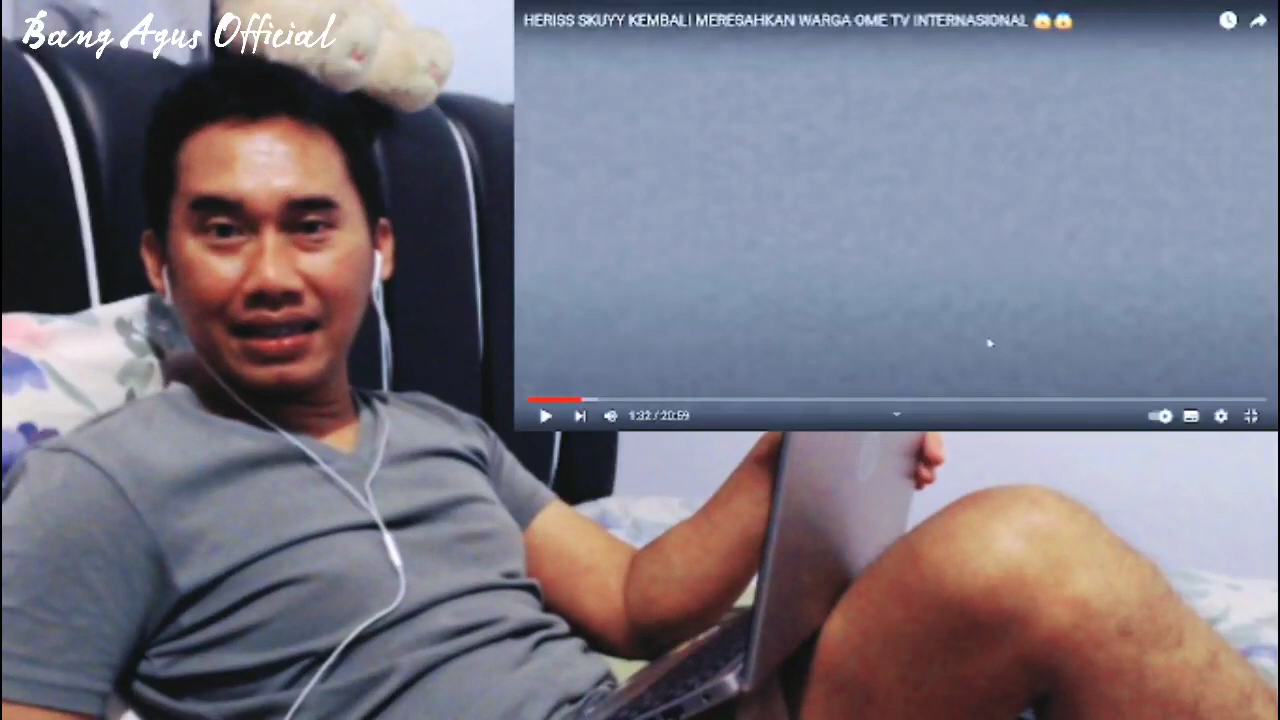 Bang Agus Official
HERISS SKUYY KEMBALI MERESAHKAN WARGA OME TV INTERNASIONAL 😱😱
1:32 / 20:59